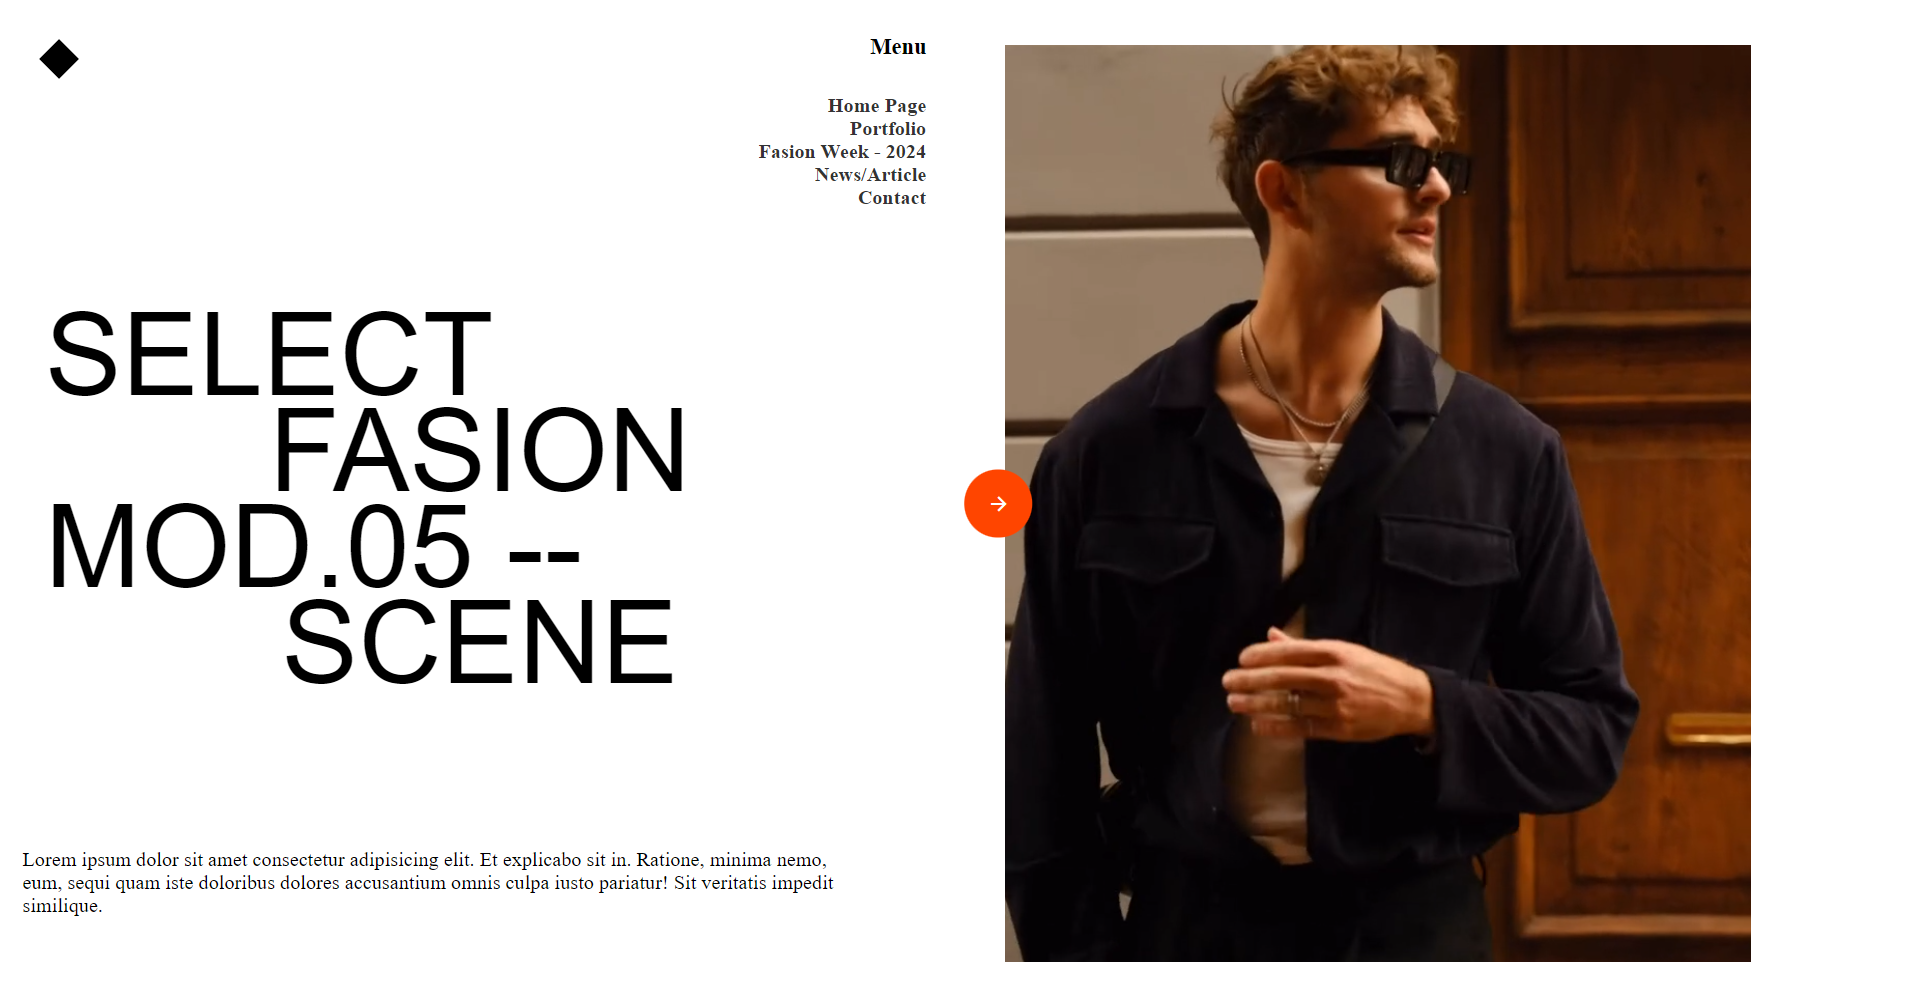 Menu
Home Page
Portfolio
Fasion Week - 2024
News/Article
Contact
SELECT
FASION
MOD.05 --
SCENE
Lorem ipsum dolor sit amet consectetur adipisicing elit. Et explicabo sit in. Ratione, minima nemo,
eum, sequi quam iste doloribus dolores accusantium omnis culpa iusto pariatur! Sit veritatis impedit
similique.